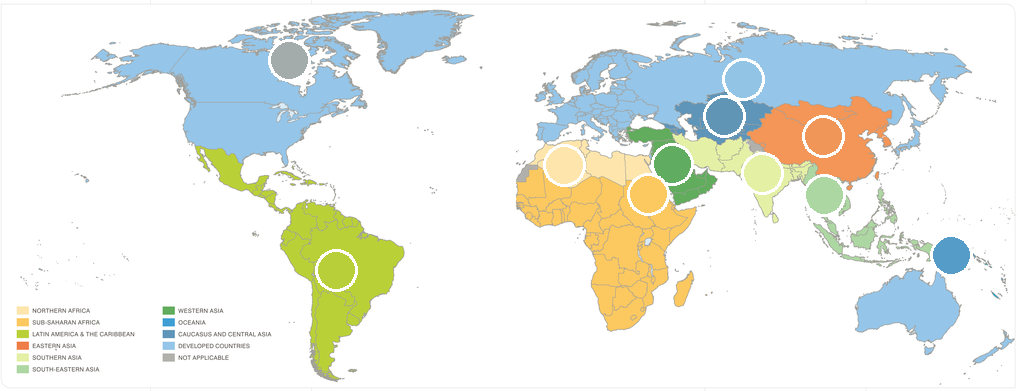 NORTHERN AFRICA
SUB-SAHARAN AFRICA
LATIN AMERICA & THE CARIBBEAN
EASTERN ASIA
SOUTHERN ASIA
SOUTH-EASTERN ASIA
WESTERN ASIA
OCEANIA
CAUCASUS AND CENTRAL ASIA
DEVELOPED COUNTRIES
NOT APPLICABLE